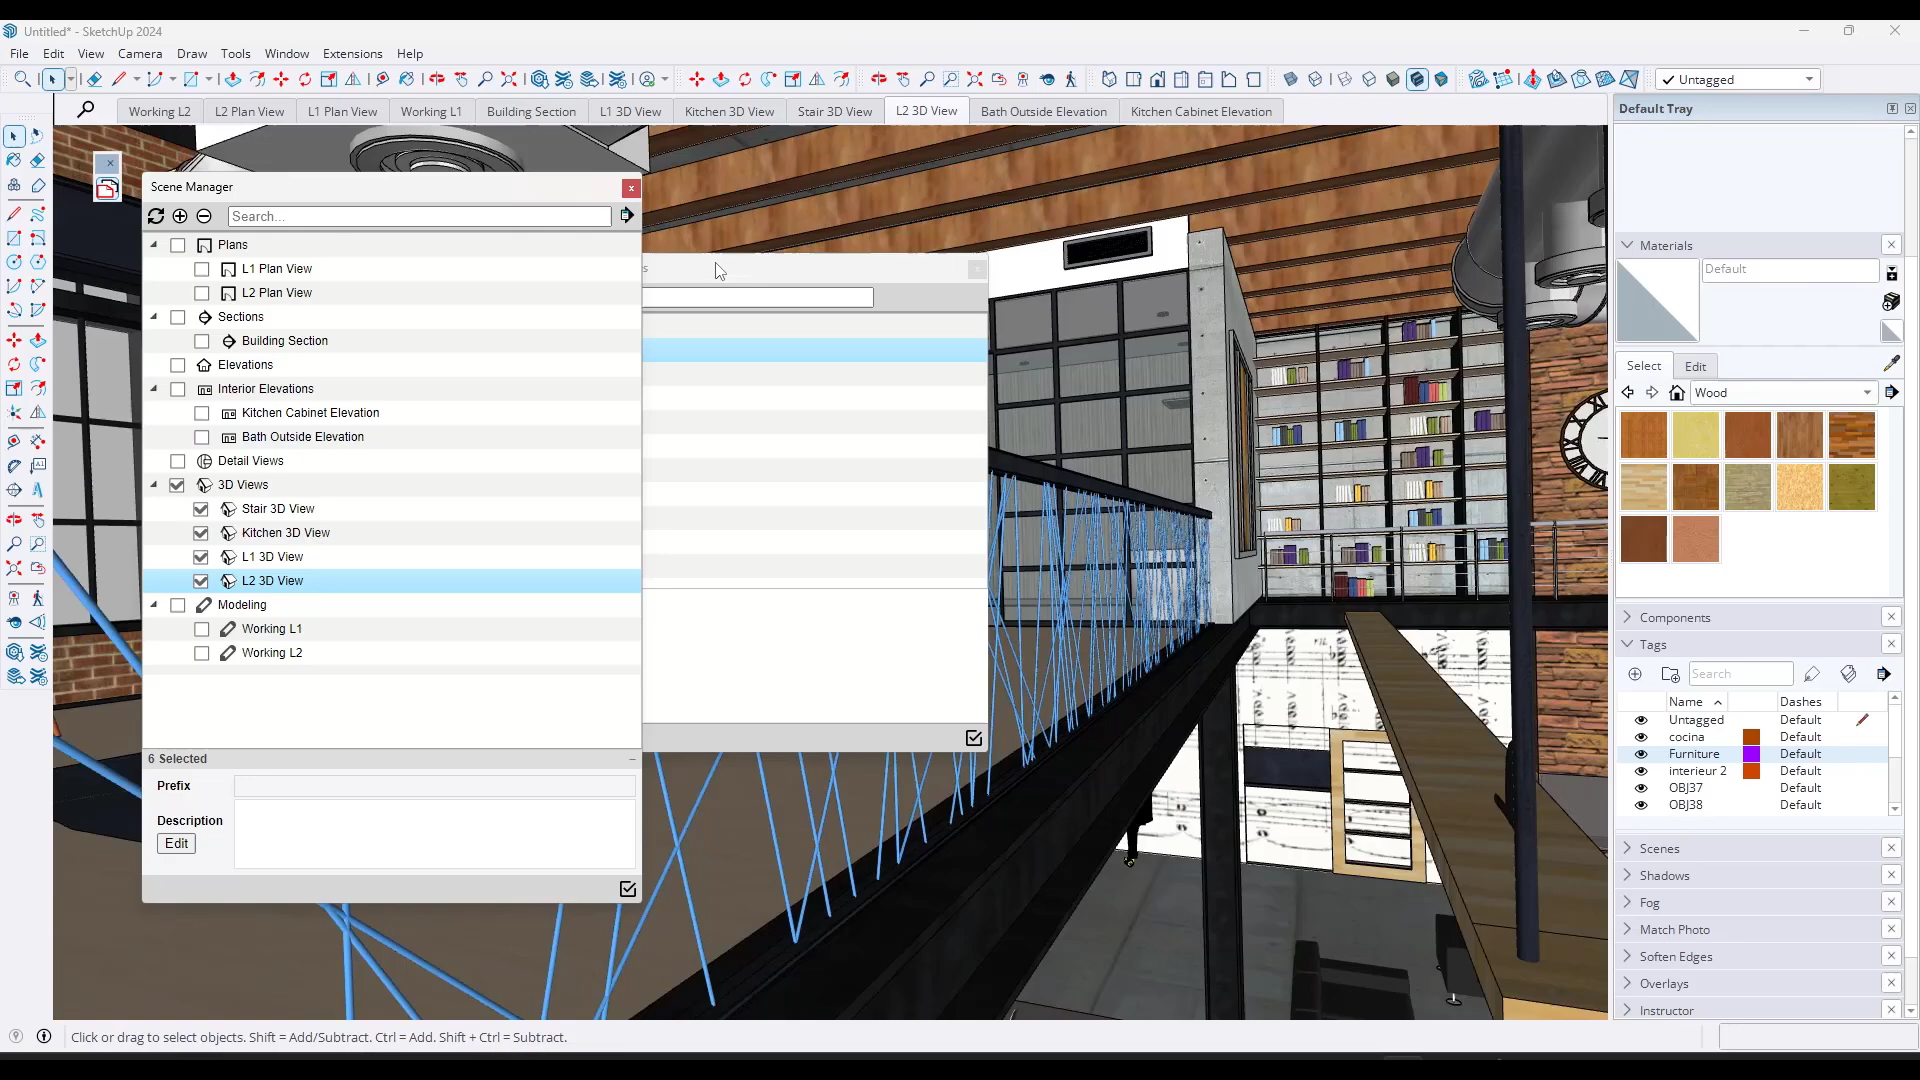 Untitled* - SketchUp 2024
File Edit View Camera Draw Tools Window Extensions Help
Untagged
Working L2 L2 Plan View L1 Plan View Working L1 Building Section L1 3D View Kitchen 3D View Stair 3D View L2 3D View Bath Outside Elevation Kitchen Cabinet Elevation
Default Tray
Scene Manager
Search...
Plans
L1 Plan View
L2 Plan View
Sections
Building Section
Elevations
Interior Elevations
Kitchen Cabinet Elevation
Bath Outside Elevation
Detail Views
3D Views
Stair 3D View
Kitchen 3D View
L1 3D View
L2 3D View
Modeling
Working L1
Working L2
6 Selected
Prefix
Description
Edit
s
Materials
Default
Select Edit
Wood
Components
Tags
Search
Name Dashes
Untagged Default
cocina Default
Furniture Default
interieur 2 Default
OBJ37 Default
OBJ38 Default
Scenes
Shadows
Fog
Match Photo
Soften Edges
Overlays
Instructor
Click or drag to select objects. Shift = Add/Subtract. Ctrl = Add. Shift + Ctrl = Subtract.